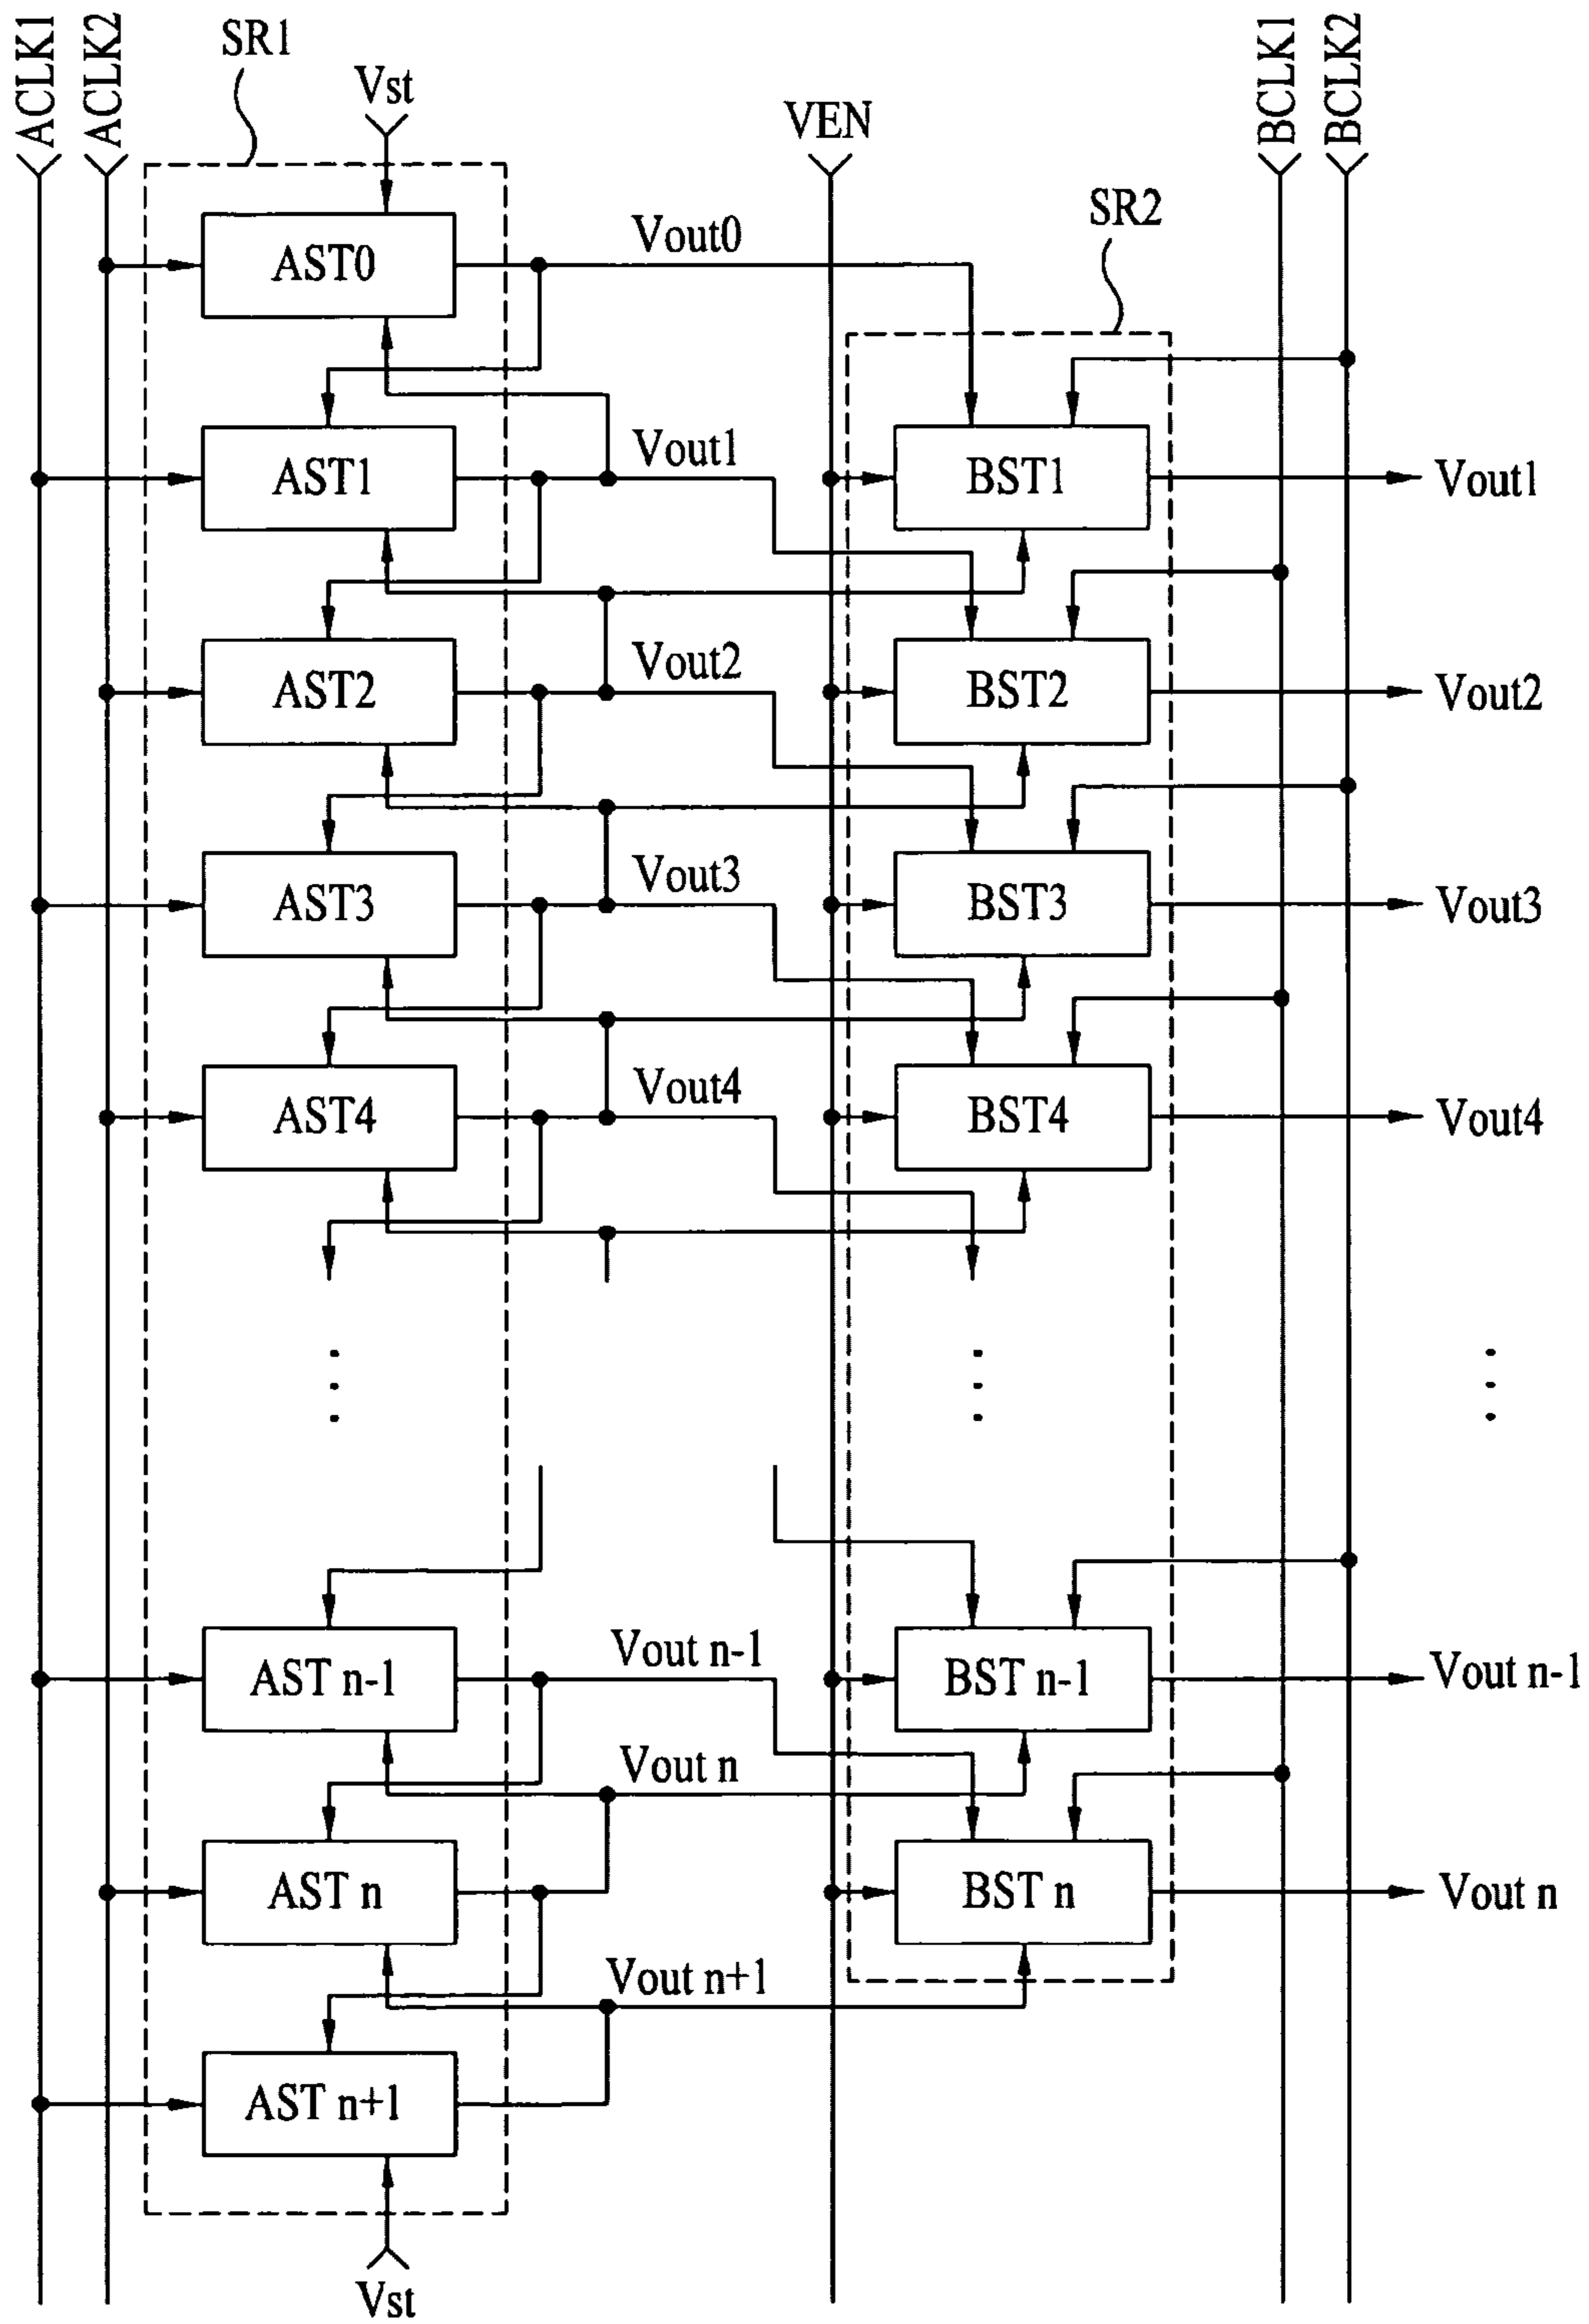 ACLK1
ACLK2
SR1
Vst
VEN
BCLK1
BCLK2
SR2
AST0
Vout0
AST1
Vout1
BST1
Vout1
AST2
Vout2
BST2
Vout2
AST3
Vout3
BST3
Vout3
AST4
Vout4
BST4
Vout4
AST n-1
Vout n-1
BST n-1
Vout n-1
Vout n
AST n
BST n
Vout n
Vout n+1
AST n+1
Vst